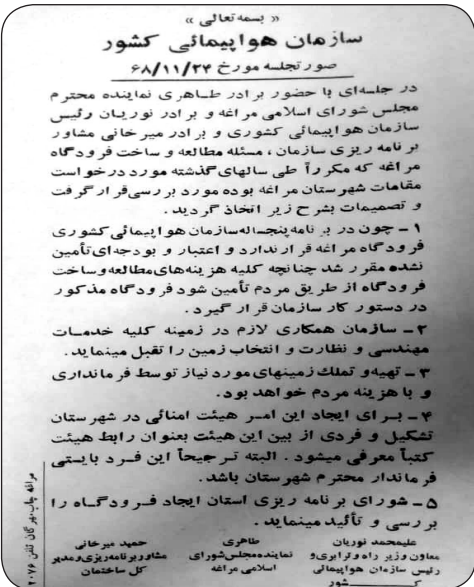 « بسمه تعالی »
سازمان هواپیمائی کشور
صورتجلسه مورخ ۶۸/۱۱/۲۴
در جلسه‌ای با حضور برادر طاهری نماینده محترم
مجلس شورای اسلامی مراغه و برادر نوریان رئیس
سازمان هواپیمائی کشوری و برادر میرخانی مشاور
برنامه ریزی سازمان ، مسئله مطالعه و ساخت فرودگاه
مراغه که مکرراً طی سالهای گذشته مورد درخواست
مقامات شهرستان مراغه بوده مورد بررسی قرار گرفت
و تصمیمات بشرح زیر اتخاذ گردید .
۱ ـ چون در برنامه پنجساله سازمان هواپیمائی کشوری
فرودگاه مراغه قرار ندارد و اعتبار و بودجه‌ای تأمین
نشده مقرر شد چنانچه کلیه هزینه‌های مطالعه و ساخت
فرودگاه از طریق مردم تأمین شود فرودگاه مذکور
در دستور کار سازمان قرار گیرد .
۲ ـ سازمان همکاری لازم در زمینه کلیه خدمات
مهندسی و نظارت و انتخاب زمین را تقبل مینماید .
۳ ـ تهیه و تملك زمینهای مورد نیاز توسط فرمانداری
و با هزینه مردم خواهد بود .
۴ ـ برای ایجاد این امر هیئت امنائی در شهرستان
تشکیل و فردی از بین این هیئت بعنوان رابط هیئت
کتباً معرفی میشود . البته ترجیحاً این فرد بایستی
فرماندار محترم شهرستان باشد .
۵ ـ شورای برنامه ریزی استان ایجاد فرودگاه را
بررسی و تأئید مینماید .
علیمحمد نوریان
معاون وزیر راه و ترابری و
رئیس سازمان هواپیمائی
کشور
طاهری
نماینده مجلس شورای
اسلامی مراغه
حمید میرخانی
مشاور برنامه ریزی و مدیر
کل ساختمان
مراغه چاپ مهرگان تلفن ۲۰۷۶